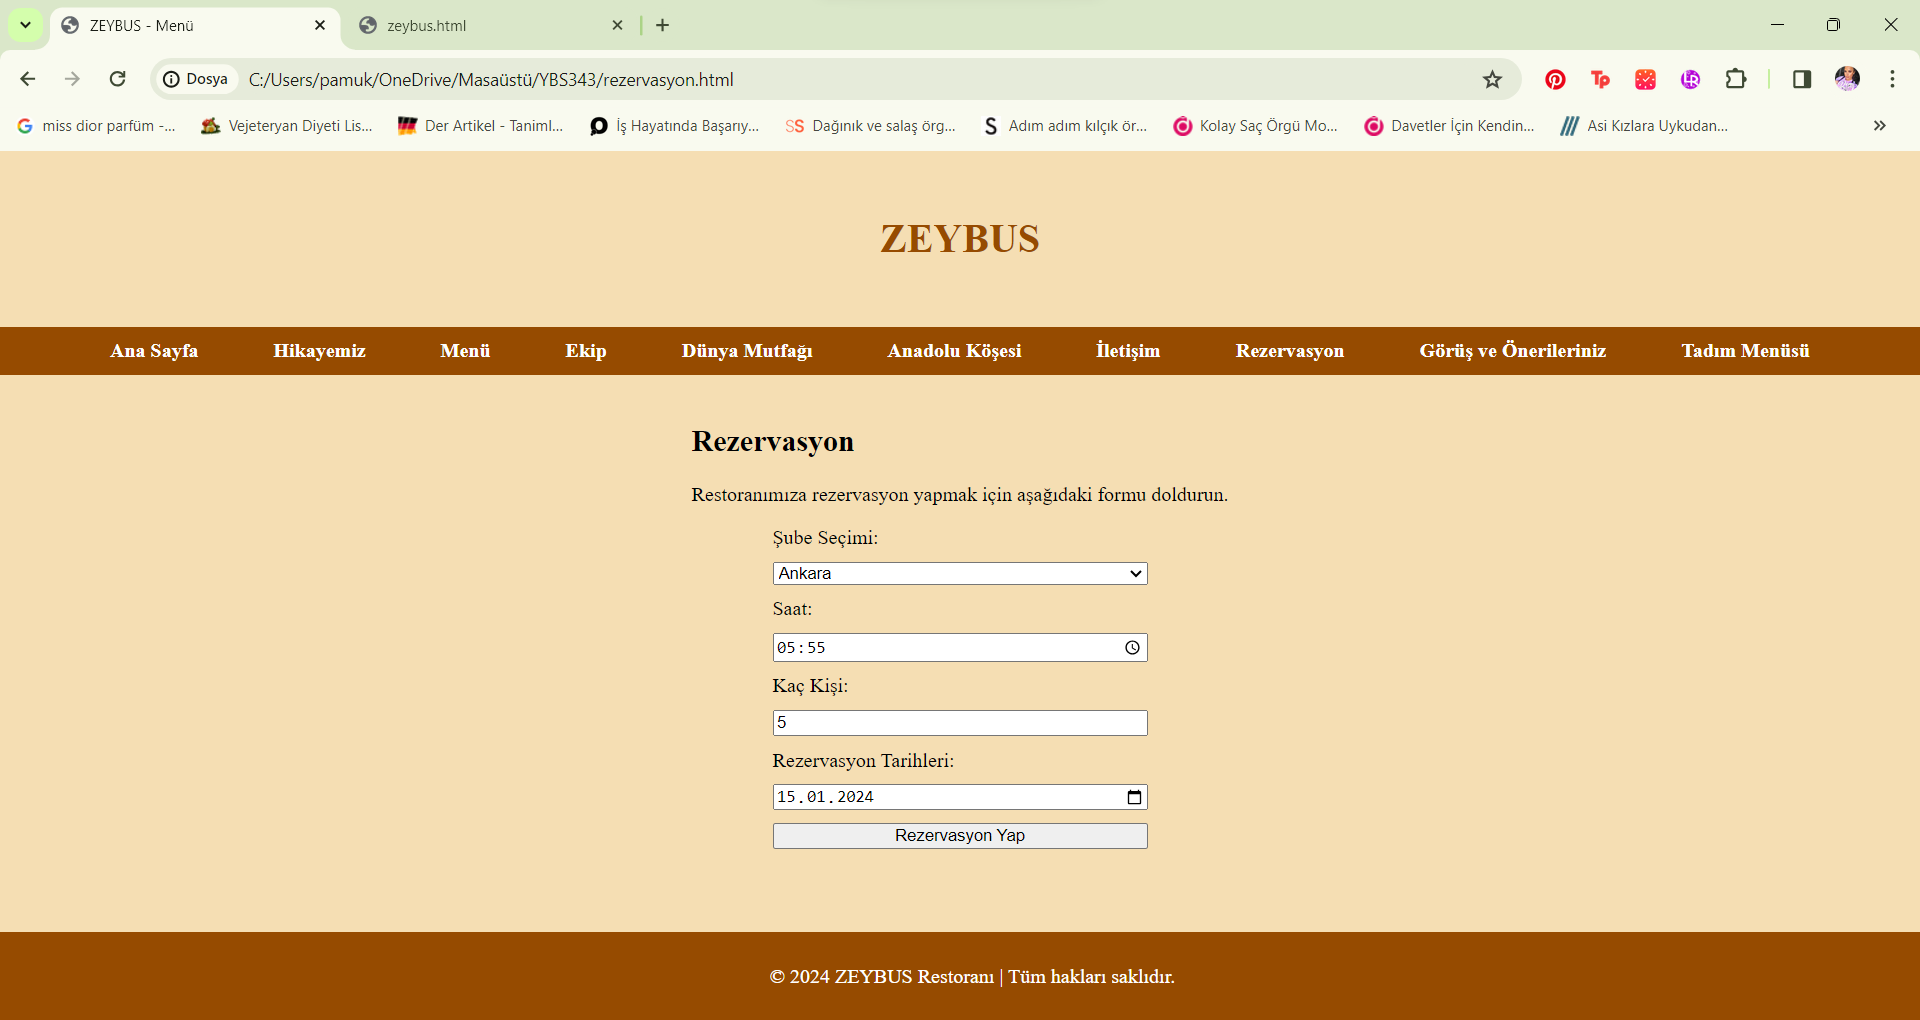 ZEYBUS - Menü
zeybus.html
Dosya C:/Users/pamuk/OneDrive/Masaüstü/YBS343/rezervasyon.html
miss dior parfüm -... Vejeteryan Diyeti Lis... Der Artikel - Taniml... İş Hayatında Başarıy... Dağınık ve salaş örg... Adım adım kılçık ör... Kolay Saç Örgü Mo... Davetler İçin Kendin... Asi Kızlara Uykudan...
ZEYBUS
Ana Sayfa Hikayemiz Menü Ekip Dünya Mutfağı Anadolu Köşesi İletişim Rezervasyon Görüş ve Önerileriniz Tadım Menüsü
Rezervasyon
Restoranımıza rezervasyon yapmak için aşağıdaki formu doldurun.
Şube Seçimi:
Ankara
Saat:
05:55
Kaç Kişi:
5
Rezervasyon Tarihleri:
15.01.2024
Rezervasyon Yap
© 2024 ZEYBUS Restoranı | Tüm hakları saklıdır.